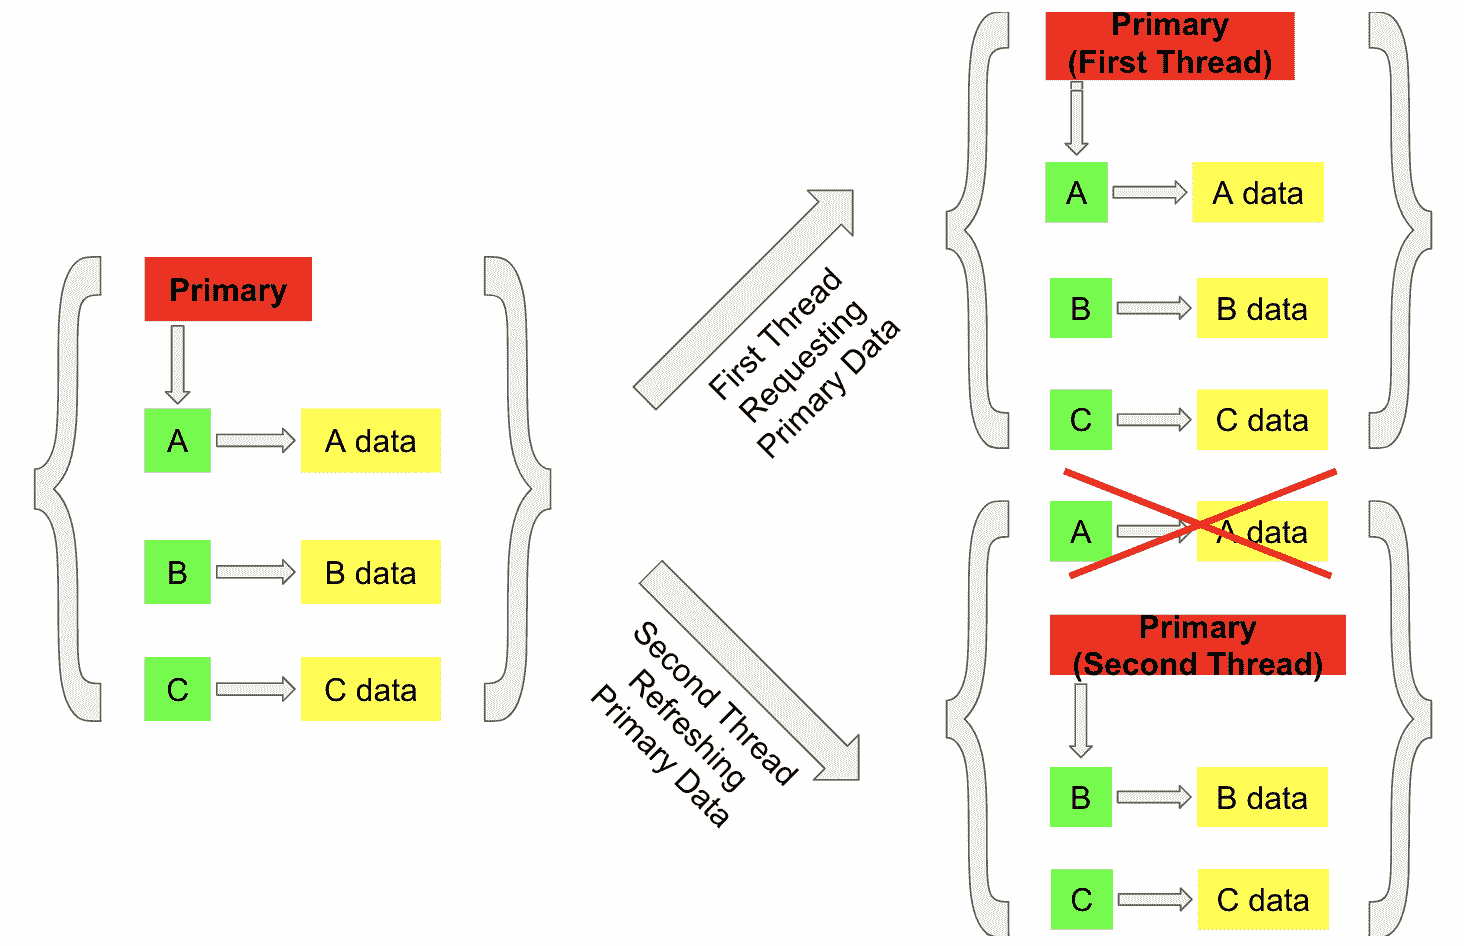 Primary
A
A data
B
B data
C
C data
First Thread
Requesting
Primary Data
Second Thread
Refreshing
Primary Data
Primary
(First Thread)
A
A data
B
B data
C
C data
A
A data
Primary
(Second Thread)
B
B data
C
C data